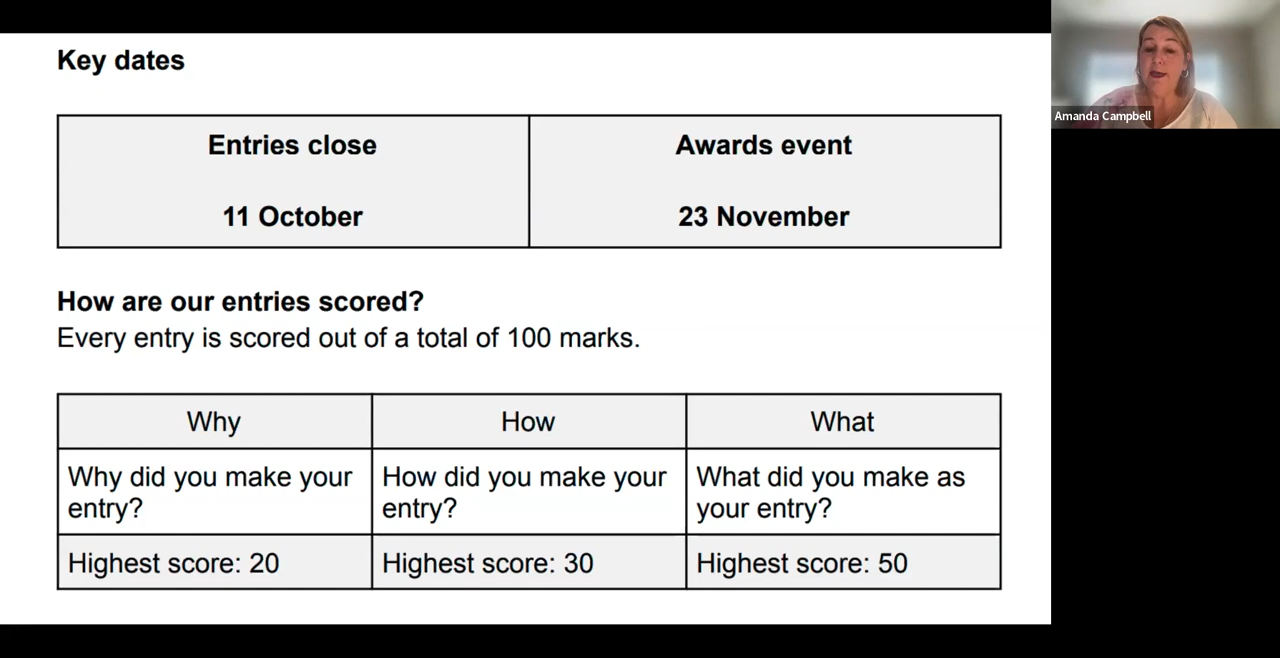 Key dates
Entries close
Awards event
11 October
23 November
How are our entries scored?
Every entry is scored out of a total of 100 marks.
Why
How
What
Why did you make your
entry?
How did you make your
entry?
What did you make as
your entry?
Highest score: 20
Highest score: 30
Highest score: 50
Amanda Campbell